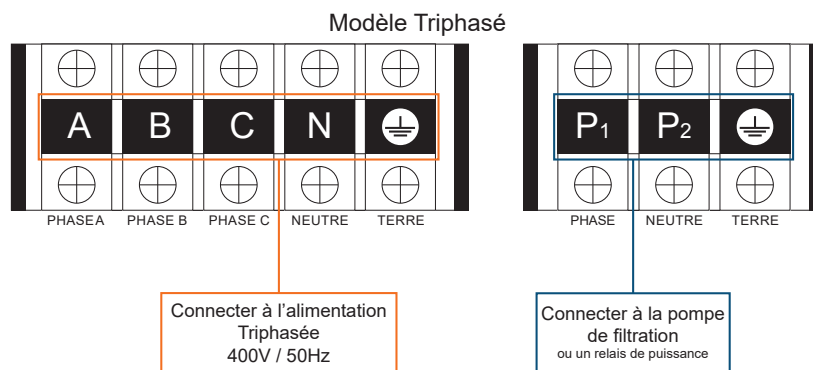 Modèle Triphasé
A B C N
PHASE A PHASE B PHASE C NEUTRE TERRE
Connecter à l'alimentation
Triphasée
400V / 50Hz
P1 P2
PHASE NEUTRE TERRE
Connecter à la pompe
de filtration
ou un relais de puissance